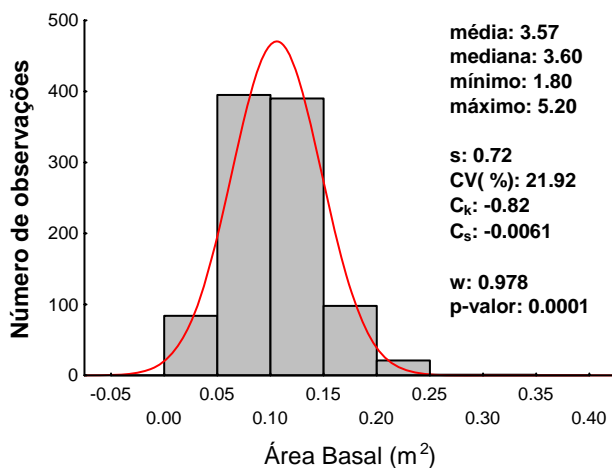 Número de observações
500
400
300
200
100
0
média: 3.57
mediana: 3.60
mínimo: 1.80
máximo: 5.20
s: 0.72
CV( %): 21.92
Cₖ: -0.82
Cₛ: -0.0061
w: 0.978
p-valor: 0.0001
-0.05 0.05 0.15 0.25 0.35
0.00 0.10 0.20 0.30 0.40
Área Basal (m²)